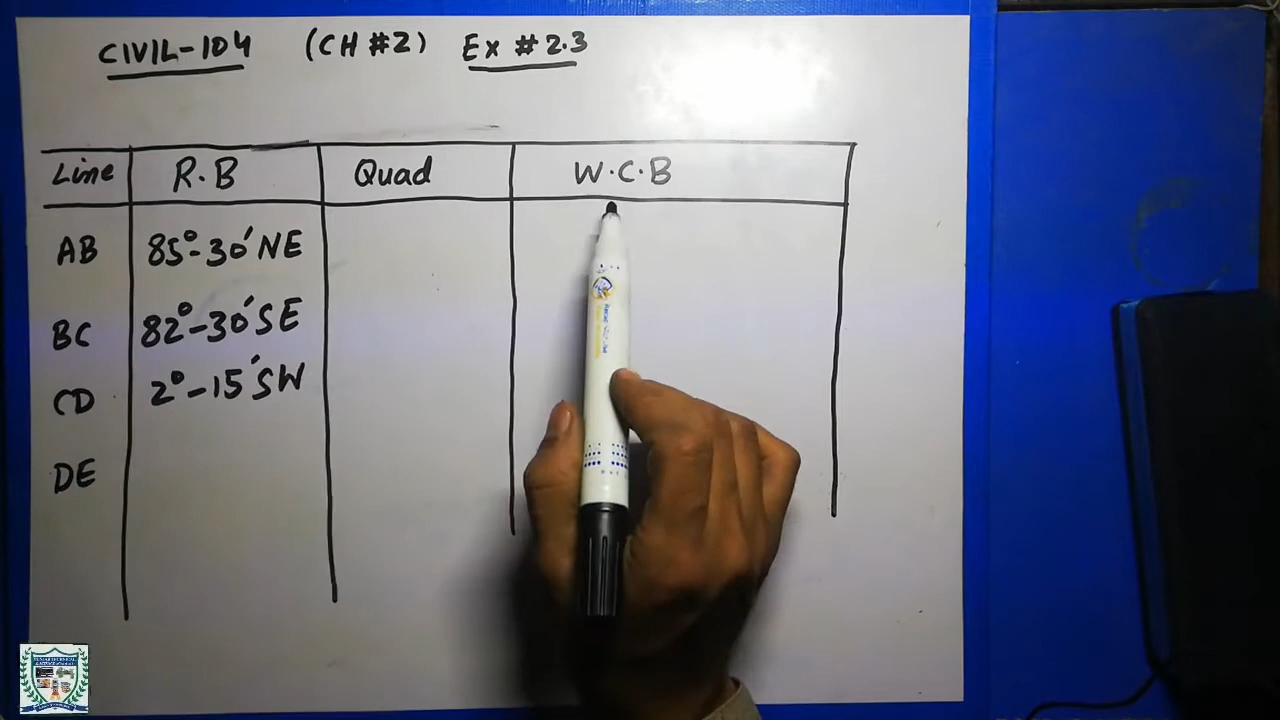 CIVIL-104 (CH #2) Ex # 2.3
Line R.B Quad W.C.B
AB 85°-30' NE
BC 82°-30' SE
CD 2°-15' SW
DE